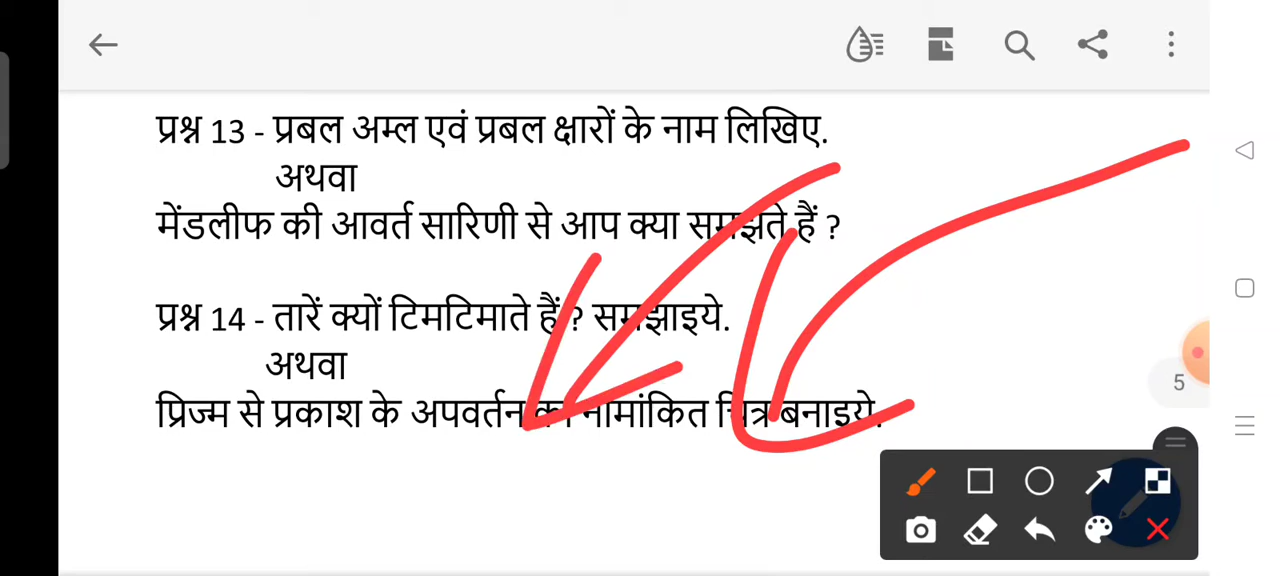 प्रश्न 13 - प्रबल अम्ल एवं प्रबल क्षारों के नाम लिखिए.
अथवा
मेंडलीफ की आवर्त सारिणी से आप क्या समझते हैं ?
प्रश्न 14 - तारें क्यों टिमटिमाते हैं ? समझाइये.
अथवा
प्रिज्म से प्रकाश के अपवर्तन का नामांकित चित्र बनाइये.
5